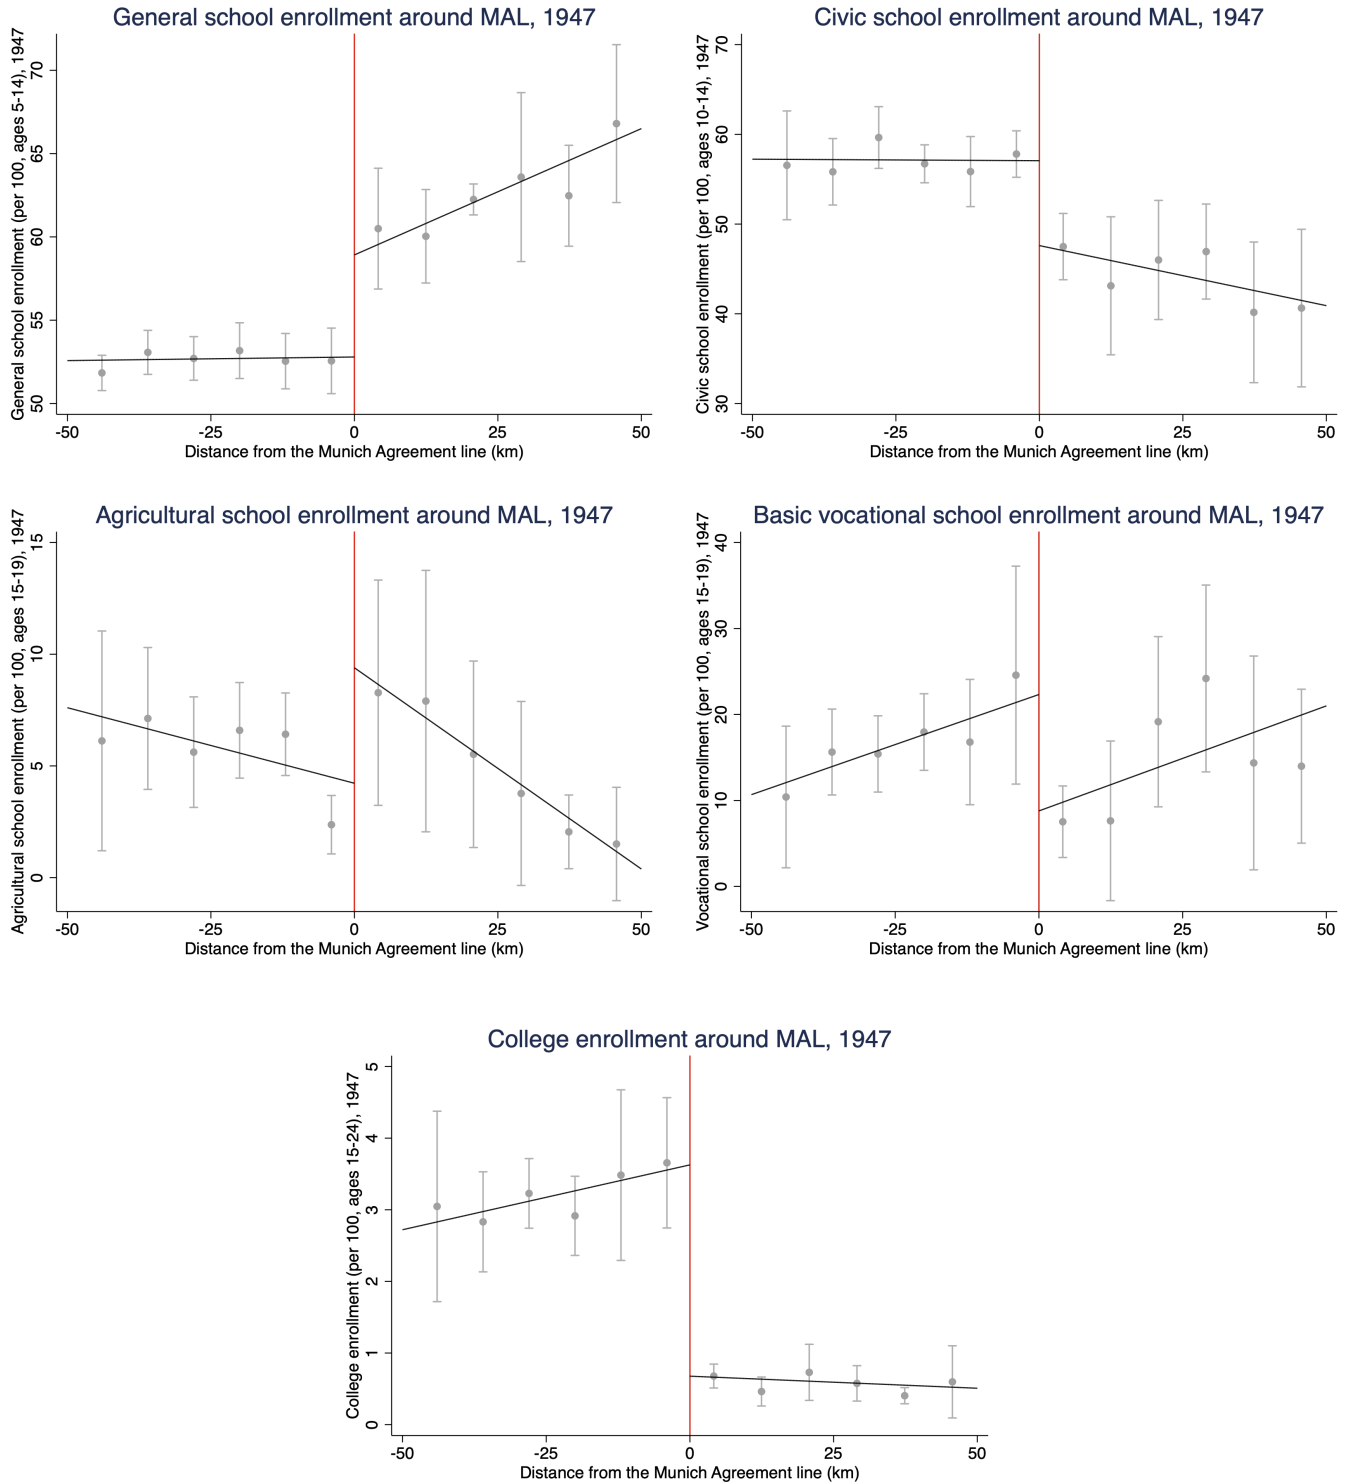 General school enrollment around MAL, 1947
General school enrollment (per 100, ages 5-14), 1947
70
65
60
55
50
-50 -25 0 25 50
Distance from the Munich Agreement line (km)
Civic school enrollment around MAL, 1947
Civic school enrollment (per 100, ages 10-14), 1947
70
60
50
40
30
-50 -25 0 25 50
Distance from the Munich Agreement line (km)
Agricultural school enrollment around MAL, 1947
Agricultural school enrollment (per 100, ages 15-19), 1947
15
10
5
0
-50 -25 0 25 50
Distance from the Munich Agreement line (km)
Basic vocational school enrollment around MAL, 1947
Vocational school enrollment (per 100, ages 15-19), 1947
40
30
20
10
0
-50 -25 0 25 50
Distance from the Munich Agreement line (km)
College enrollment around MAL, 1947
College enrollment (per 100, ages 15-24), 1947
5
4
3
2
1
0
-50 -25 0 25 50
Distance from the Munich Agreement line (km)